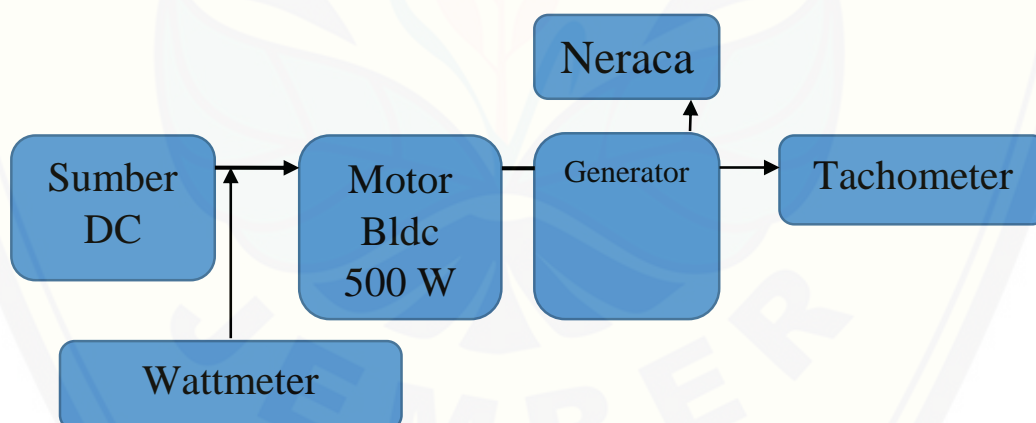 Neraca
Sumber
DC
Motor
Bldc
500 W
Generator
Tachometer
Wattmeter